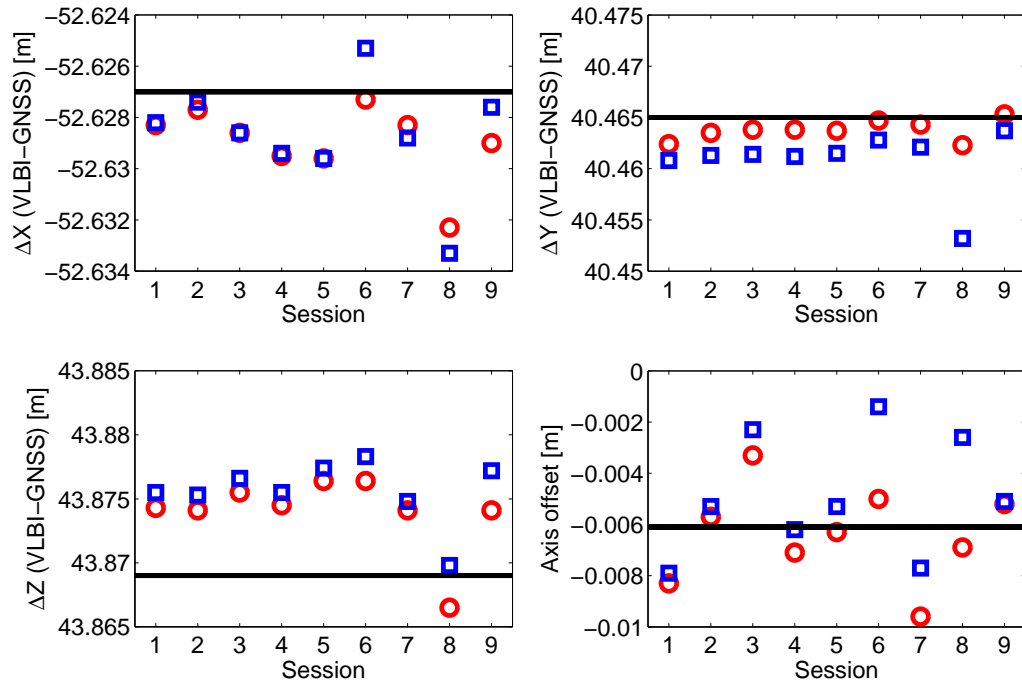 −52.624
−52.626
−52.628
−52.63
−52.632
−52.634
ΔX (VLBI−GNSS) [m]
1 2 3 4 5 6 7 8 9
Session
40.475
40.47
40.465
40.46
40.455
40.45
ΔY (VLBI−GNSS) [m]
1 2 3 4 5 6 7 8 9
Session
43.885
43.88
43.875
43.87
43.865
ΔZ (VLBI−GNSS) [m]
1 2 3 4 5 6 7 8 9
Session
0
−0.002
−0.004
−0.006
−0.008
−0.01
Axis offset [m]
1 2 3 4 5 6 7 8 9
Session